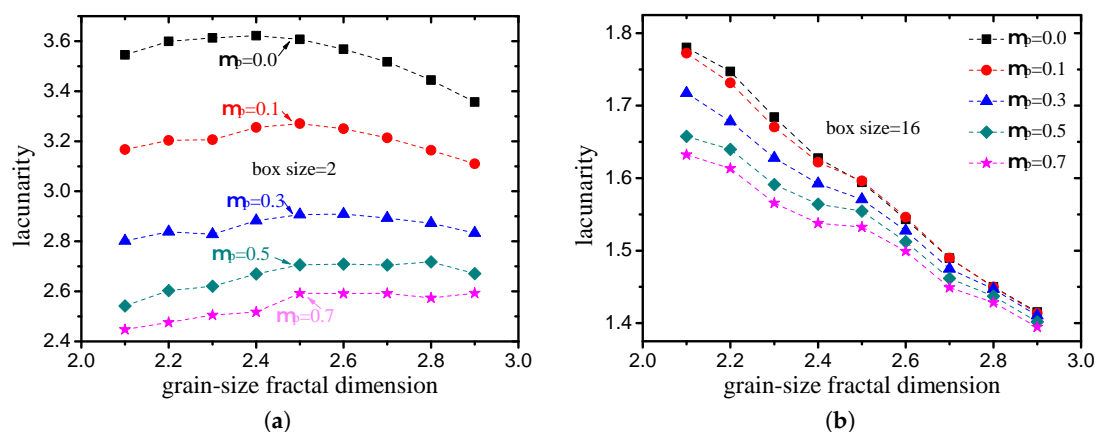 3.6
3.4
3.2
3.0
2.8
2.6
2.4
lacunarity
mp=0.0
mp=0.1
box size=2
mp=0.3
mp=0.5
mp=0.7
2.0 2.2 2.4 2.6 2.8 3.0
grain-size fractal dimension
(a)
1.8
1.7
1.6
1.5
1.4
lacunarity
mp=0.0
mp=0.1
mp=0.3
mp=0.5
mp=0.7
box size=16
2.0 2.2 2.4 2.6 2.8 3.0
grain-size fractal dimension
(b)